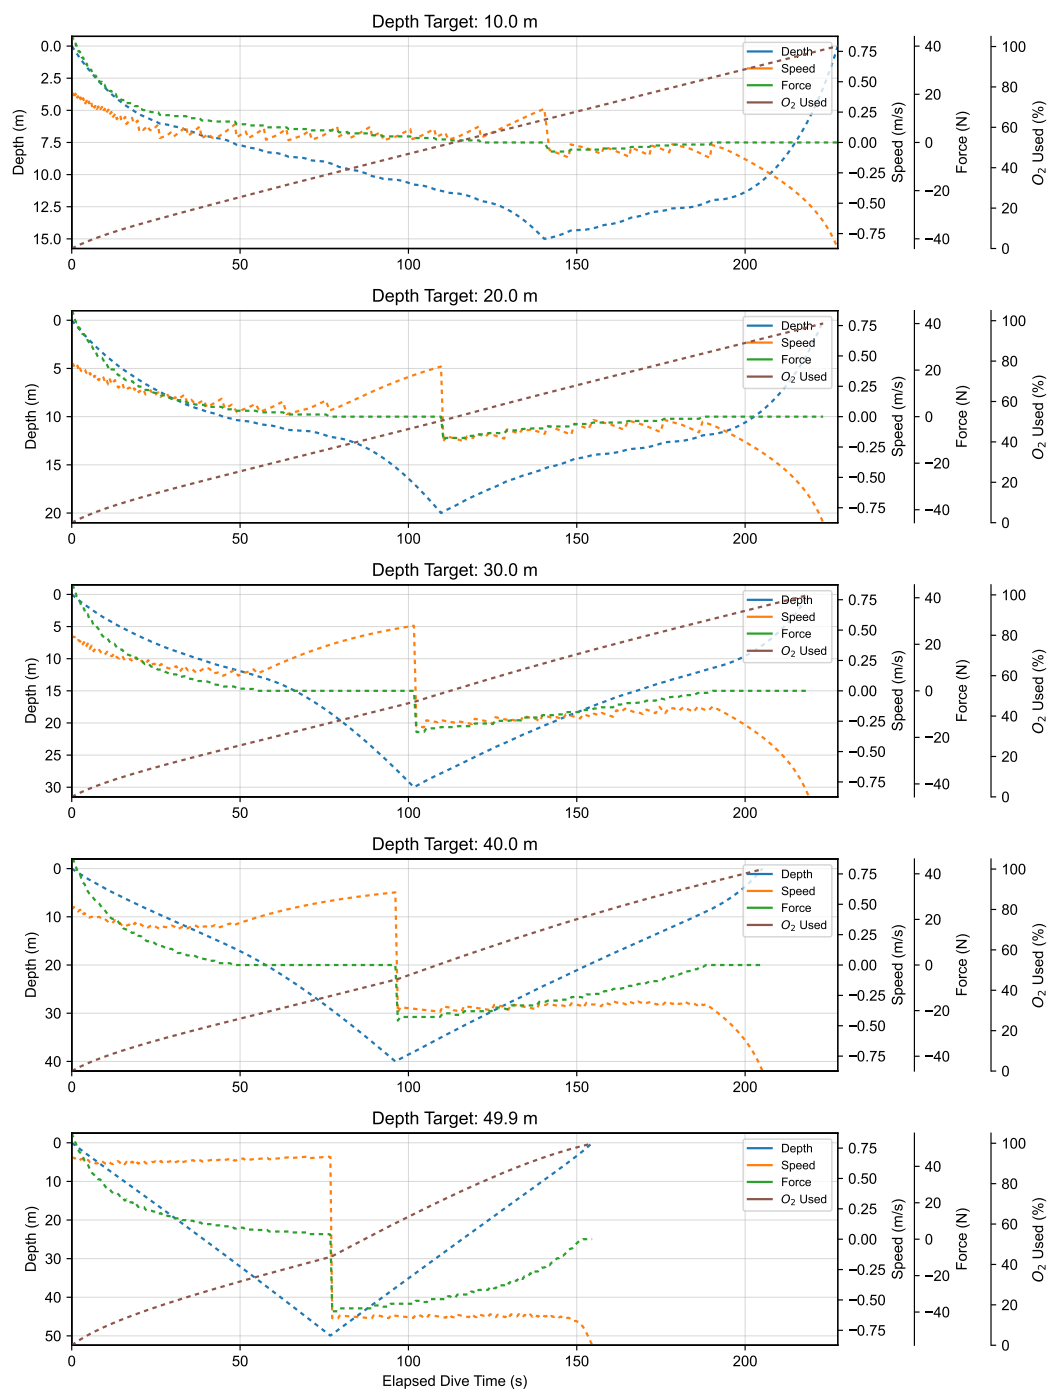 Depth Target: 10.0 m
0.0
2.5
5.0
7.5
10.0
12.5
15.0
Depth (m)
0 50 100 150 200
Depth
Speed
Force
O2 Used
0.75
0.50
0.25
0.00
−0.25
−0.50
−0.75
Speed (m/s)
40
20
0
−20
−40
Force (N)
100
80
60
40
20
0
O2 Used (%)
Depth Target: 20.0 m
0
5
10
15
20
Depth (m)
0 50 100 150 200
Depth
Speed
Force
O2 Used
0.75
0.50
0.25
0.00
−0.25
−0.50
−0.75
Speed (m/s)
40
20
0
−20
−40
Force (N)
100
80
60
40
20
0
O2 Used (%)
Depth Target: 30.0 m
0
5
10
15
20
25
30
Depth (m)
0 50 100 150 200
Depth
Speed
Force
O2 Used
0.75
0.50
0.25
0.00
−0.25
−0.50
−0.75
Speed (m/s)
40
20
0
−20
−40
Force (N)
100
80
60
40
20
0
O2 Used (%)
Depth Target: 40.0 m
0
10
20
30
40
Depth (m)
0 50 100 150 200
Depth
Speed
Force
O2 Used
0.75
0.50
0.25
0.00
−0.25
−0.50
−0.75
Speed (m/s)
40
20
0
−20
−40
Force (N)
100
80
60
40
20
0
O2 Used (%)
Depth Target: 49.9 m
0
10
20
30
40
50
Depth (m)
0 50 100 150 200
Elapsed Dive Time (s)
Depth
Speed
Force
O2 Used
0.75
0.50
0.25
0.00
−0.25
−0.50
−0.75
Speed (m/s)
40
20
0
−20
−40
Force (N)
100
80
60
40
20
0
O2 Used (%)